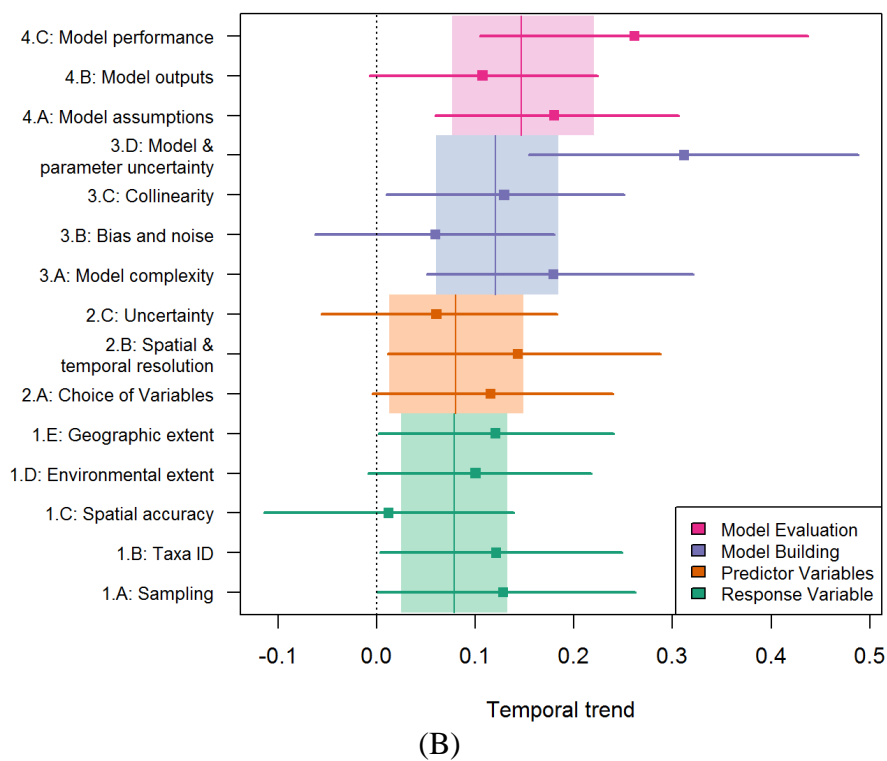 4.C: Model performance
4.B: Model outputs
4.A: Model assumptions
3.D: Model &
parameter uncertainty
3.C: Collinearity
3.B: Bias and noise
3.A: Model complexity
2.C: Uncertainty
2.B: Spatial &
temporal resolution
2.A: Choice of Variables
1.E: Geographic extent
1.D: Environmental extent
1.C: Spatial accuracy
1.B: Taxa ID
1.A: Sampling
Model Evaluation
Model Building
Predictor Variables
Response Variable
-0.1 0.0 0.1 0.2 0.3 0.4 0.5
Temporal trend
(B)